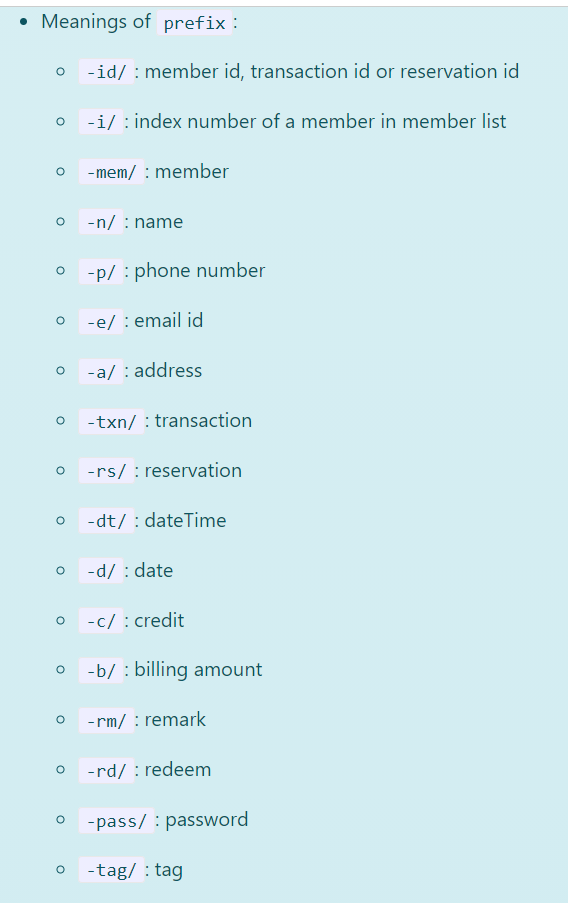 Meanings of prefix:
-id/ : member id, transaction id or reservation id
-i/ : index number of a member in member list
-mem/ : member
-n/ : name
-p/ : phone number
-e/ : email id
-a/ : address
-txn/ : transaction
-rs/ : reservation
-dt/ : dateTime
-d/ : date
-c/ : credit
-b/ : billing amount
-rm/ : remark
-rd/ : redeem
-pass/ : password
-tag/ : tag